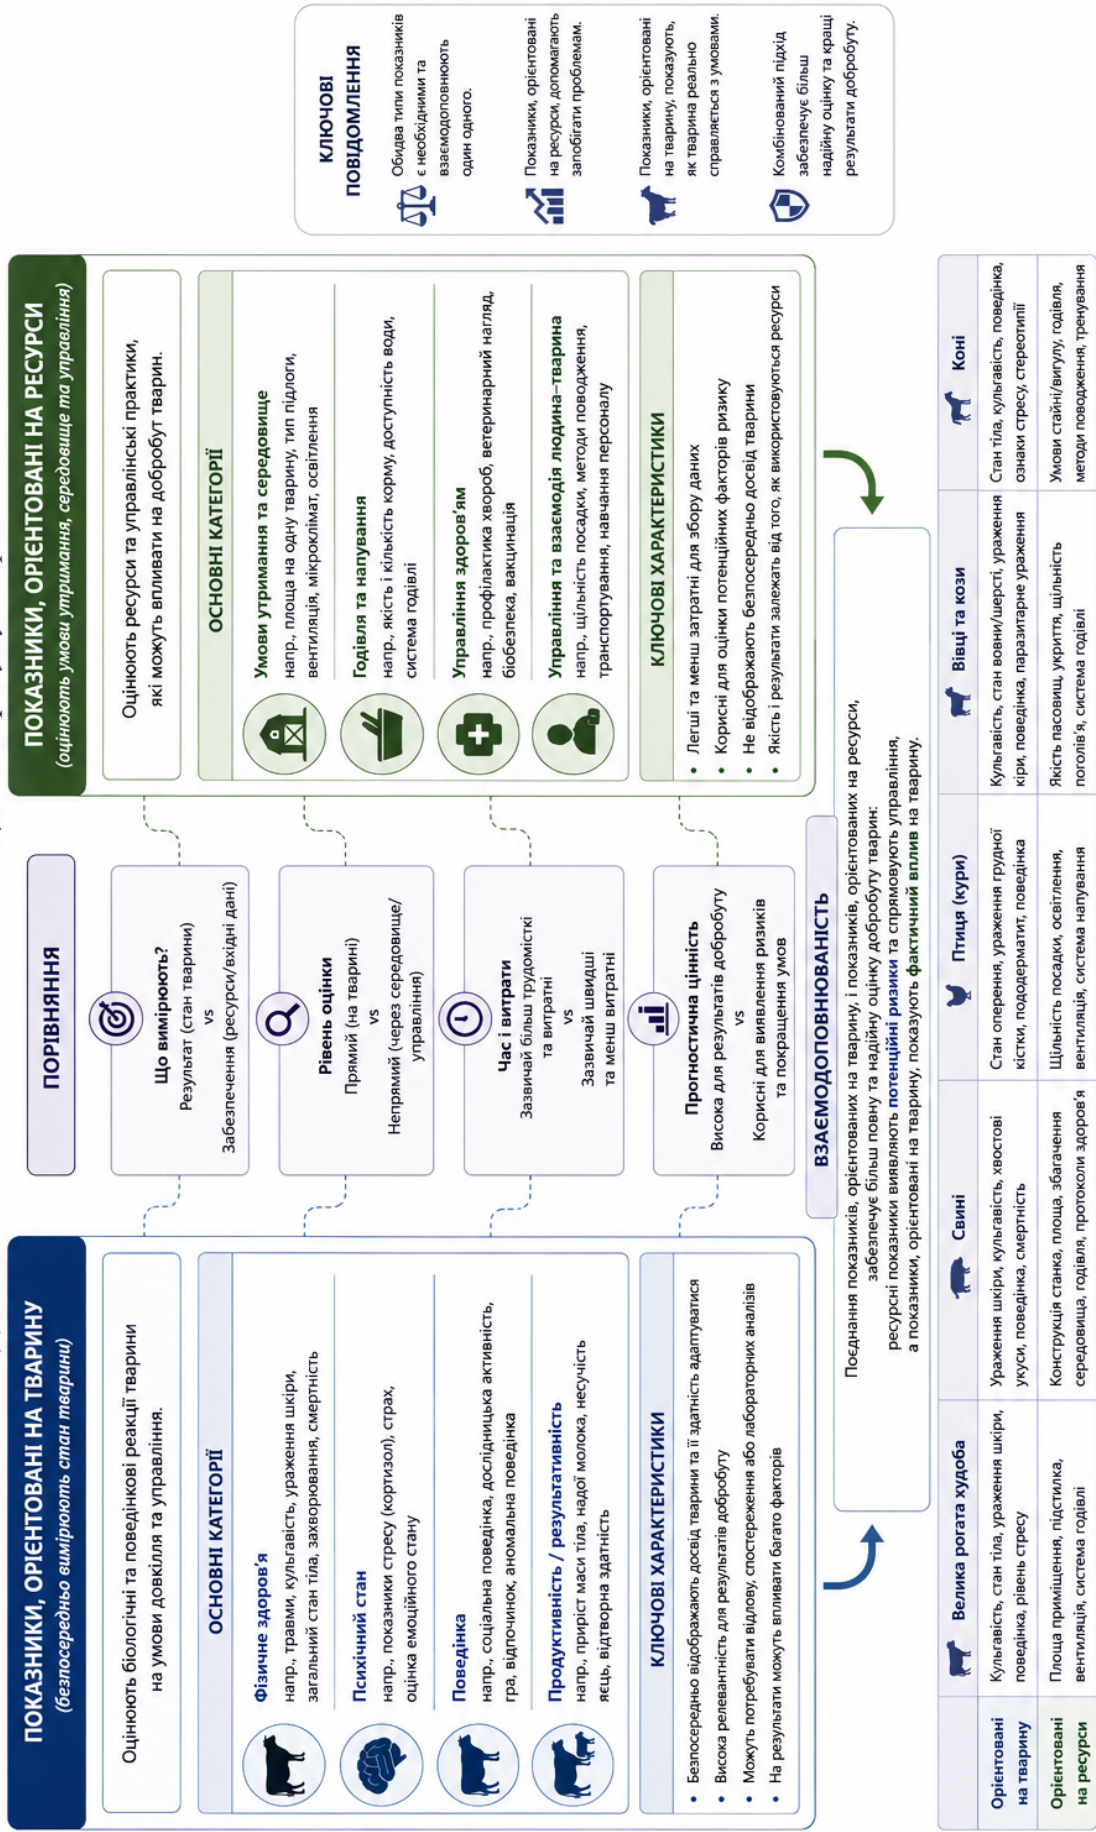 ПОКАЗНИКИ, ОРІЄНТОВАНІ НА ТВАРИНУ
(безпосередньо вимірюють стан тварини)
Оцінюють біологічні та поведінкові реакції тварини
на умови довкілля та управління.
ОСНОВНІ КАТЕГОРІЇ
Фізичне здоров'я
напр., травми, кульгавість, ураження шкіри,
загальний стан тіла, захворювання, смертність
Психічний стан
напр., показники стресу (кортизол), страх,
оцінка емоційного стану
Поведінка
напр., соціальна поведінка, дослідницька активність,
гра, відпочинок, аномальна поведінка
Продуктивність / результативність
напр., приріст маси тіла, надої молока, несучість
яєць, відтворна здатність
КЛЮЧОВІ ХАРАКТЕРИСТИКИ
• Безпосередньо відображають досвід тварини та її здатність адаптуватися
• Висока релевантність для результатів добробуту
• Можуть потребувати відлову, спостереження або лабораторних аналізів
• На результати можуть впливати багато факторів
ПОРІВНЯННЯ
Що вимірюють?
Результат (стан тварини)
vs
Забезпечення (ресурси/вхідні дані)
Рівень оцінки
Прямий (на тварині)
vs
Непрямий (через середовище/
управління)
Час і витрати
Зазвичай більш трудомісткі
та витратні
vs
Зазвичай швидші
та менш витратні
Прогностична цінність
Висока для результатів добробуту
vs
Корисні для виявлення ризиків
та покращення умов
ПОКАЗНИКИ, ОРІЄНТОВАНІ НА РЕСУРСИ
(оцінюють умови утримання, середовище та управління)
Оцінюють ресурси та управлінські практики,
які можуть впливати на добробут тварин.
ОСНОВНІ КАТЕГОРІЇ
Умови утримання та середовище
напр., площа на одну тварину, тип підлоги,
вентиляція, мікроклімат, освітлення
Годівля та напування
напр., якість і кількість корму, доступність води,
система годівлі
Управління здоров'ям
напр., профілактика хвороб, ветеринарний нагляд,
біобезпека, вакцинація
Управління та взаємодія людина–тварина
напр., щільність посадки, методи поводження,
транспортування, навчання персоналу
КЛЮЧОВІ ХАРАКТЕРИСТИКИ
• Легші та менш затратні для збору даних
• Корисні для оцінки потенційних факторів ризику
• Не відображають безпосередньо досвід тварини
• Якість і результати залежать від того, як використовуються ресурси
КЛЮЧОВІ
ПОВІДОМЛЕННЯ
Обидва типи показників
є необхідними та
взаємодоповнюють
один одного.
Показники, орієнтовані
на ресурси, допомагають
запобігати проблемам.
Показники, орієнтовані
на тварину, показують,
як тварина реально
справляється з умовами.
Комбінований підхід
забезпечує більш
надійну оцінку та кращі
результати добробуту.
ВЗАЄМОДОПОВНЮВАНІСТЬ
Поєднання показників, орієнтованих на тварину, і показників, орієнтованих на ресурси,
забезпечує більш повну та надійну оцінку добробуту тварин:
ресурсні показники виявляють потенційні ризики та спрямовують управління,
а показники, орієнтовані на тварину, показують фактичний вплив на тварину.
Велика рогата худоба
Свині
Птиця (кури)
Вівці та кози
Коні
Орієнтовані
на тварину
Кульгавість, стан тіла, ураження шкіри,
поведінка, рівень стресу
Ураження шкіри, кульгавість, хвостові
укуси, поведінка, смертність
Стан оперення, ураження грудної
кістки, пододерматит, поведінка
Кульгавість, стан вовни/шерсті, ураження
кіри, поведінка, паразитарне ураження
Стан тіла, кульгавість, поведінка,
ознаки стресу, стереотипії
Орієнтовані
на ресурси
Площа приміщення, підстилка,
вентиляція, система годівлі
Конструкція станка, площа, збагачення
середовища, годівля, протоколи здоров'я
Щільність посадки, освітлення,
вентиляція, система напування
Якість пасовищ, укриття, щільність
поголів'я, система годівлі
Умови стайні/вигулу, годівля,
методи поводження, тренування